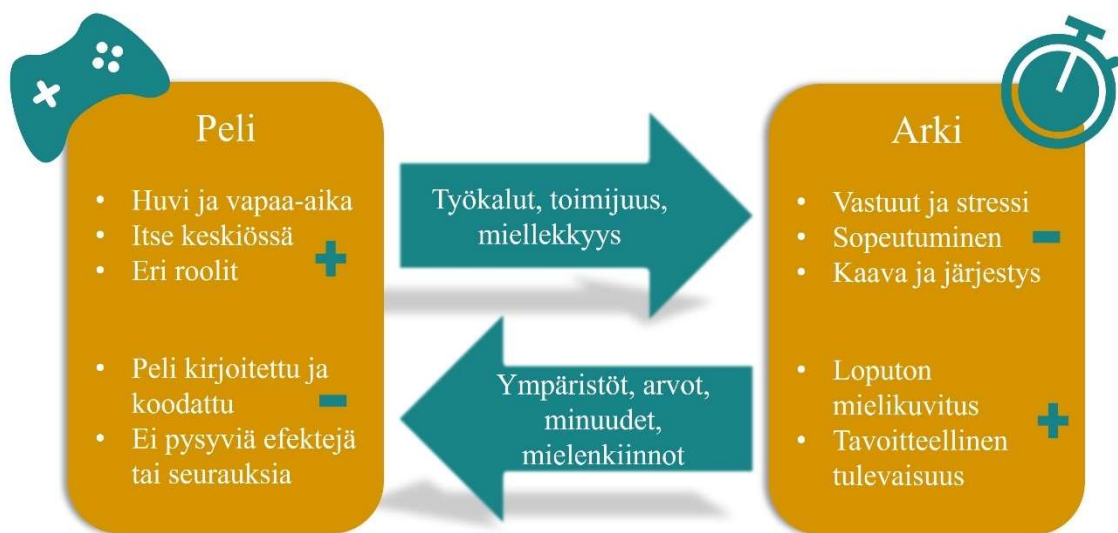 Peli
• Huvi ja vapaa-aika
• Itse keskiössä
• Eri roolit
+
• Peli kirjoitettu ja
koodattu
-
• Ei pysyviä efektejä
tai seurauksia
Työkalut, toimijuus,
miellekkyys
Ympäristöt, arvot,
minuudet,
mielenkiinnot
Arki
• Vastuut ja stressi
• Sopeutuminen
-
• Kaava ja järjestys
• Loputon
mielikuvitus
+
• Tavoitteellinen
tulevaisuus